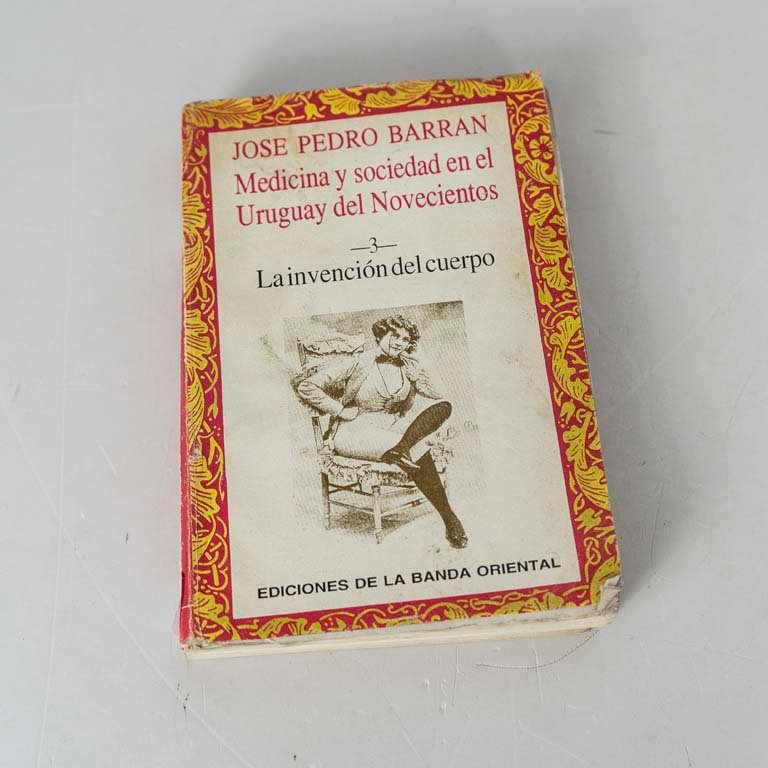 JOSE PEDRO BARRAN
Medicina y sociedad en el
Uruguay del Novecientos
—3—
La invención del cuerpo
EDICIONES DE LA BANDA ORIENTAL